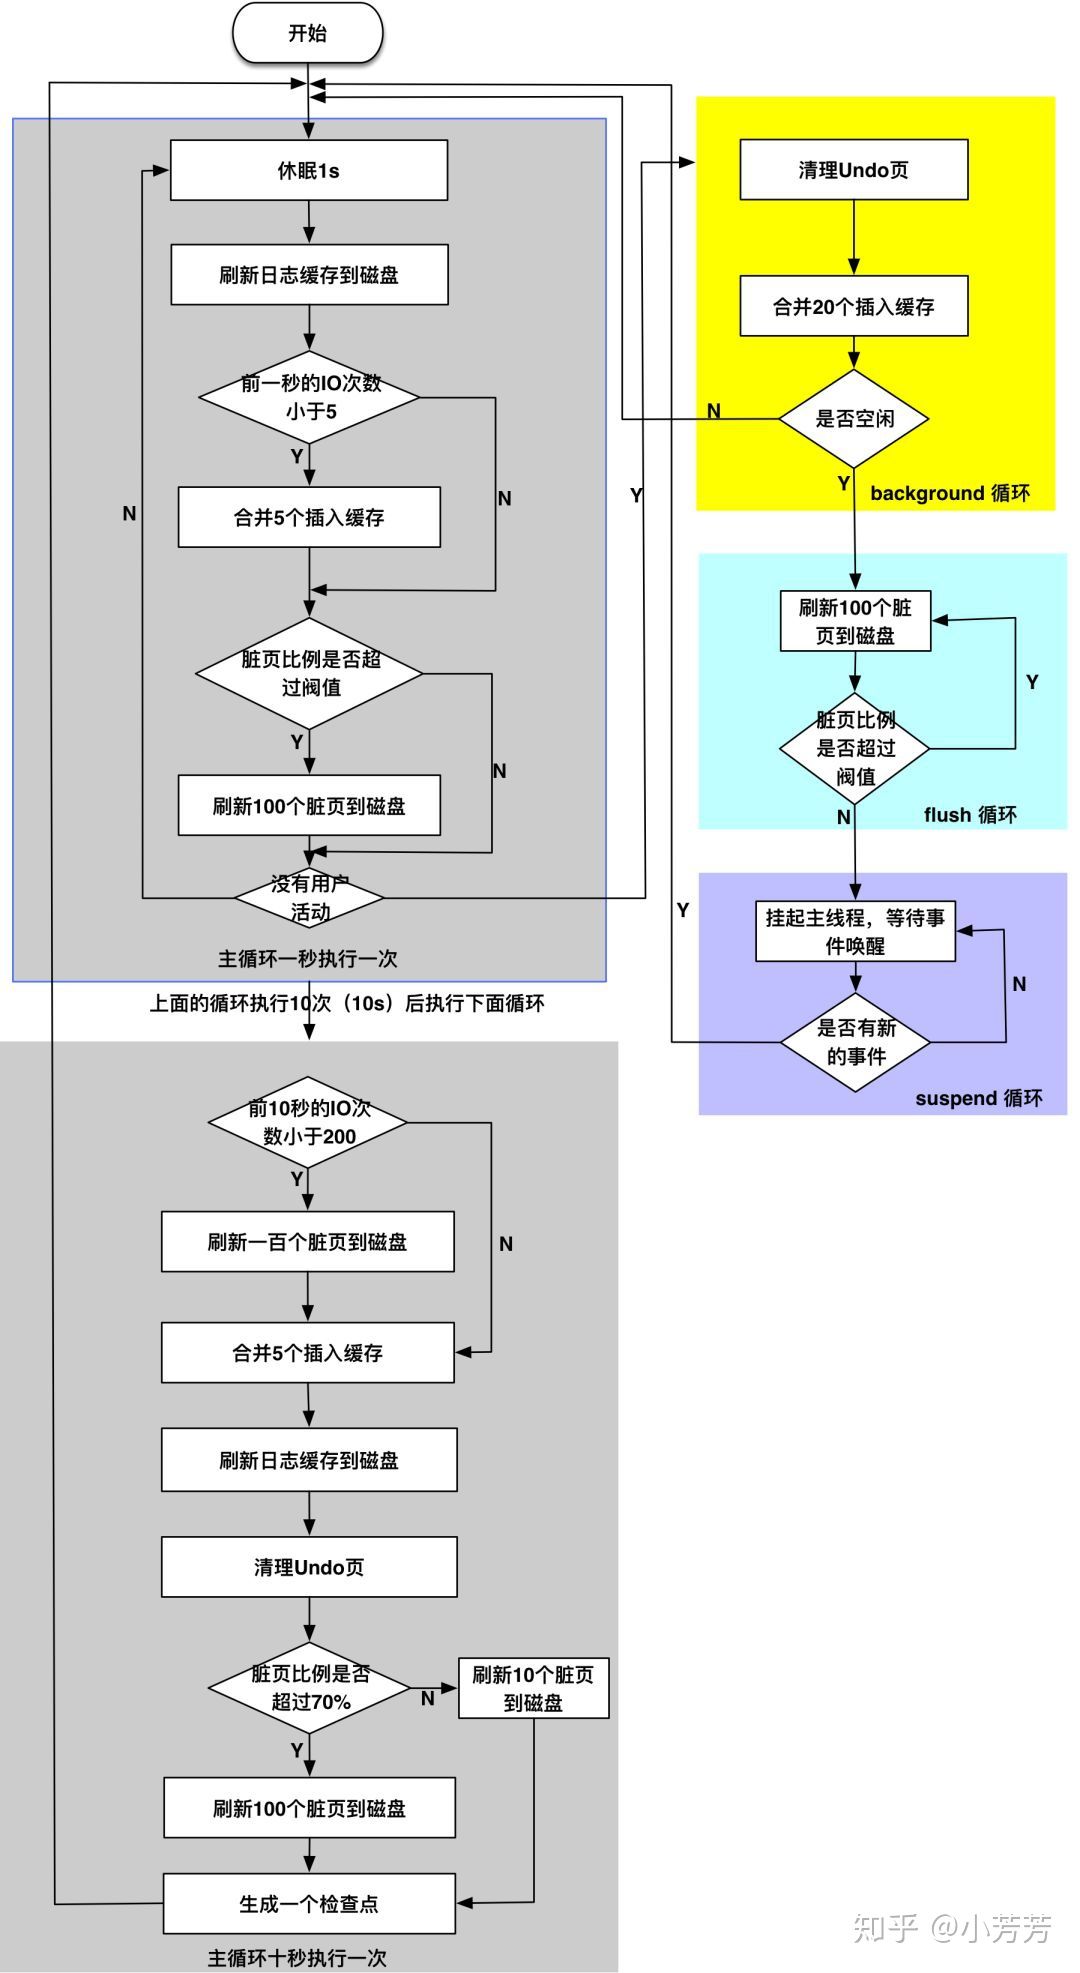 开始
休眠1s
刷新日志缓存到磁盘
前一秒的IO次数
小于5
Y
N
合并5个插入缓存
N
脏页比例是否超
过阀值
Y
N
刷新100个脏页到磁盘
没有用户
活动
主循环一秒执行一次
Y
上面的循环执行10次（10s）后执行下面循环
前10秒的IO次
数小于200
Y
N
刷新一百个脏页到磁盘
合并5个插入缓存
刷新日志缓存到磁盘
清理Undo页
脏页比例是否
超过70%
N
刷新10个脏页
到磁盘
Y
刷新100个脏页到磁盘
生成一个检查点
主循环十秒执行一次
清理Undo页
合并20个插入缓存
是否空闲
N
Y
background 循环
刷新100个脏
页到磁盘
Y
脏页比例
是否超过
阀值
N
flush 循环
挂起主线程，等待事
件唤醒
Y
N
是否有新
的事件
suspend 循环
知乎 @小芳芳